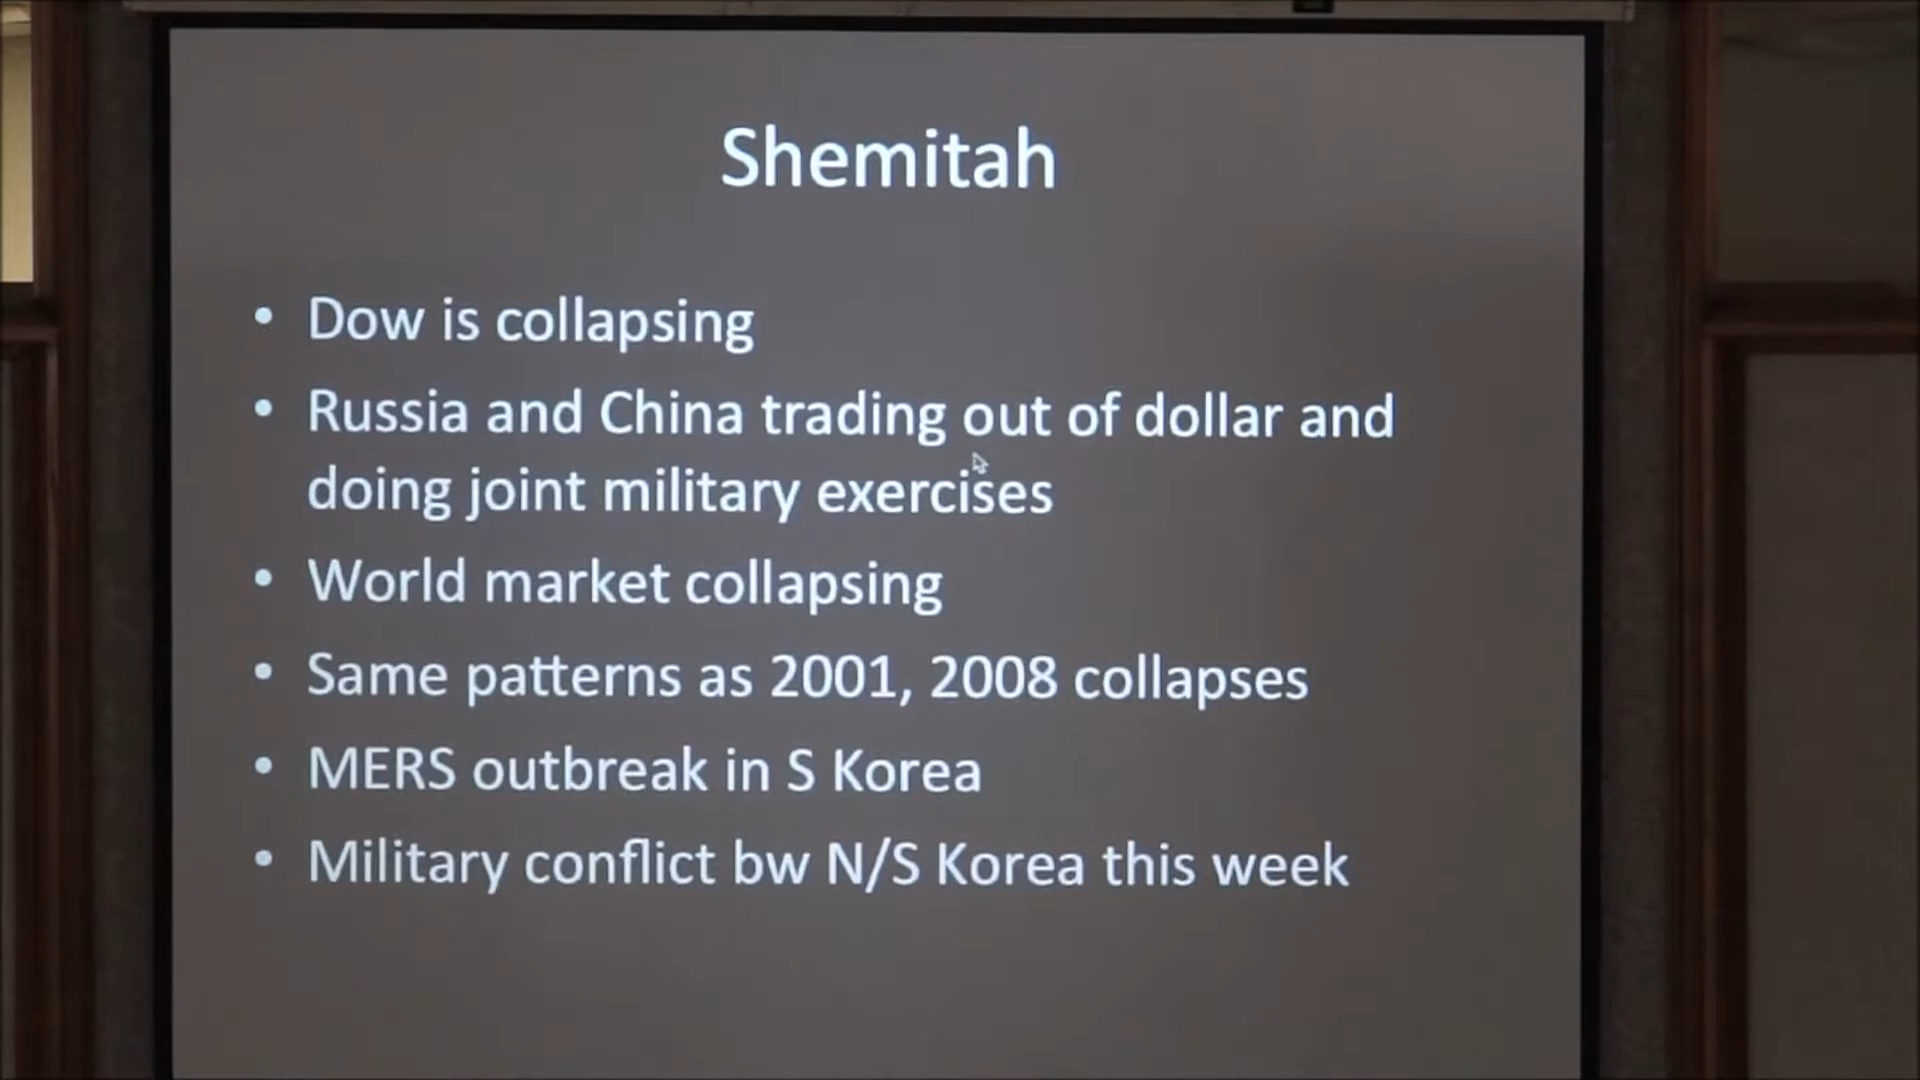 Shemitah
• Dow is collapsing
• Russia and China trading out of dollar and
doing joint military exercises
• World market collapsing
• Same patterns as 2001, 2008 collapses
• MERS outbreak in S Korea
• Military conflict bw N/S Korea this week